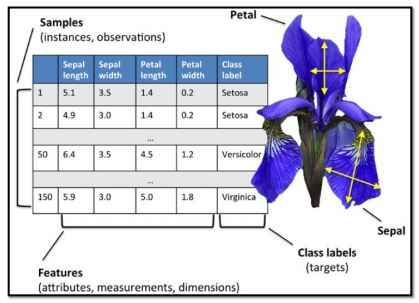 Samples
(instances, observations)
Petal
Sepal length Sepal width Petal length Petal width Class label
1 5.1 3.5 1.4 0.2 Setosa
2 4.9 3.0 1.4 0.2 Setosa
...
50 6.4 3.5 4.5 1.2 Versicolor
...
150 5.9 3.0 5.0 1.8 Virginica
Sepal
Class labels
(targets)
Features
(attributes, measurements, dimensions)